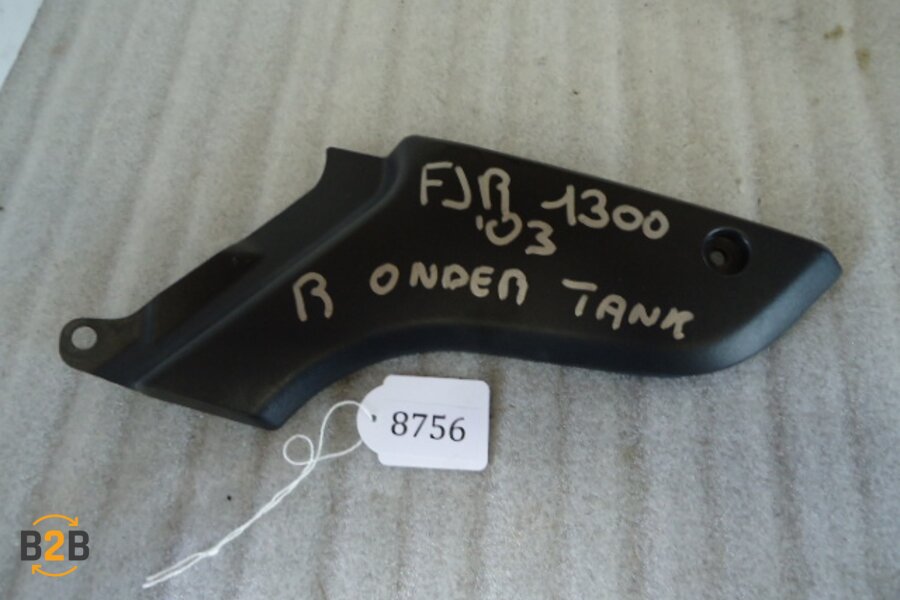 FJR 1300
'03
R ONDER TANK
8756
B2B